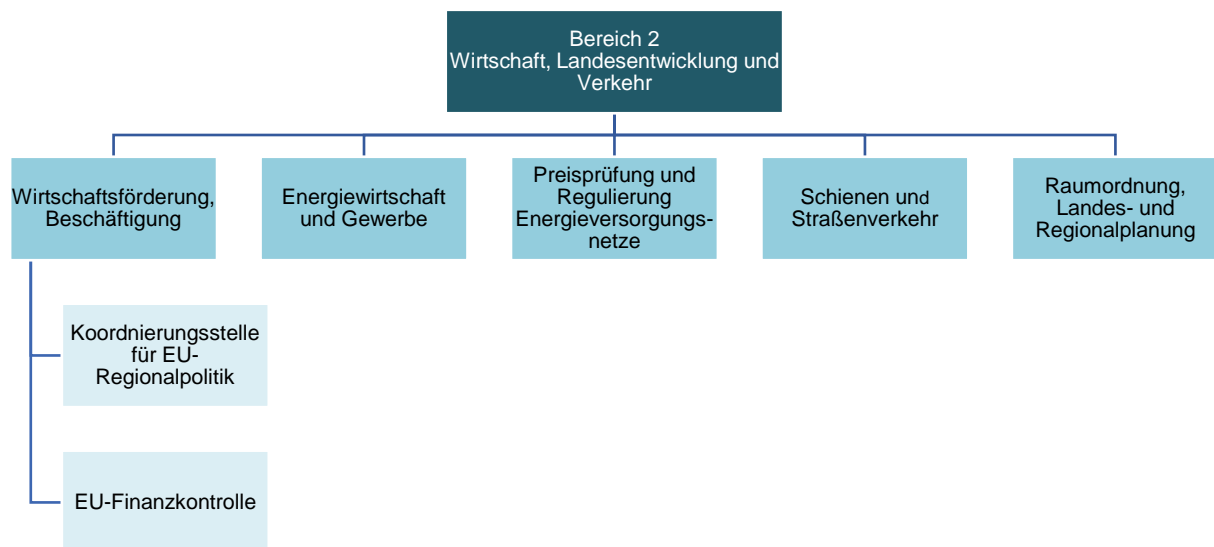 Bereich 2
Wirtschaft, Landesentwicklung und
Verkehr
Wirtschaftsförderung,
Beschäftigung
Energiewirtschaft
und Gewerbe
Preisprüfung und
Regulierung
Energieversorgungs-
netze
Schienen und
Straßenverkehr
Raumordnung,
Landes- und
Regionalplanung
Koordnierungsstelle
für EU-
Regionalpolitik
EU-Finanzkontrolle